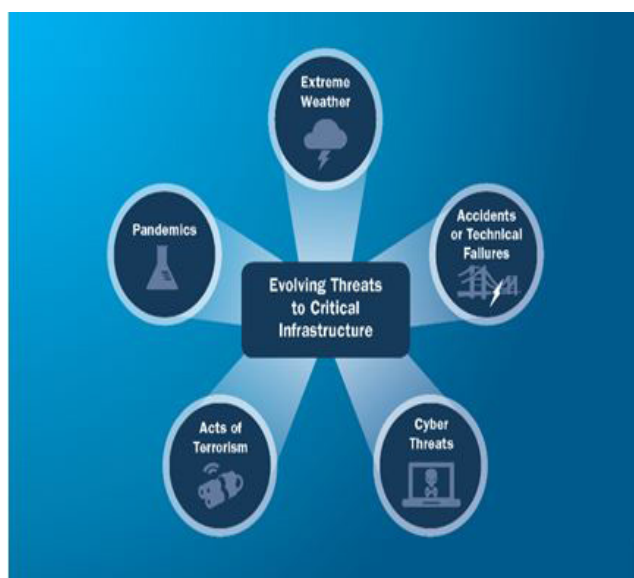 Extreme
Weather
Pandemics
Accidents
or Technical
Failures
Evolving Threats
to Critical
Infrastructure
Acts of
Terrorism
Cyber
Threats